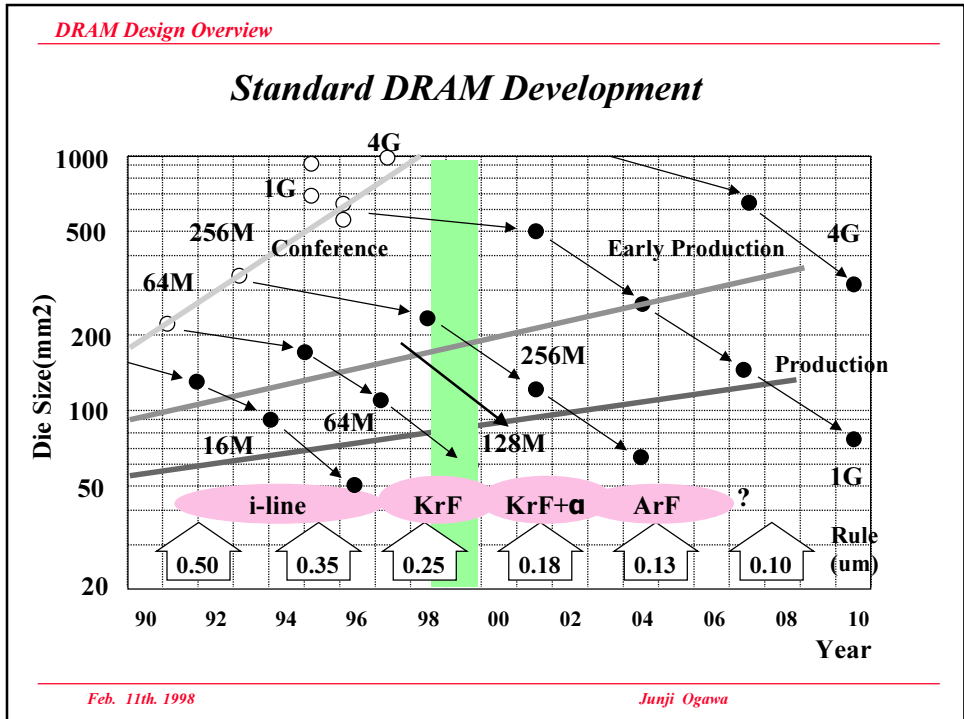 DRAM Design Overview
Standard DRAM Development
4G
1000
1G
256M
500
Conference
Early Production
4G
64M
200
256M
Production
Die Size(mm2)
100
64M
16M
128M
1G
50
i-line
KrF
KrF+α
ArF
?
Rule
0.50
0.35
0.25
0.18
0.13
0.10
(um)
20
90 92 94 96 98 00 02 04 06 08 10
Year
Feb. 11th. 1998
Junji Ogawa